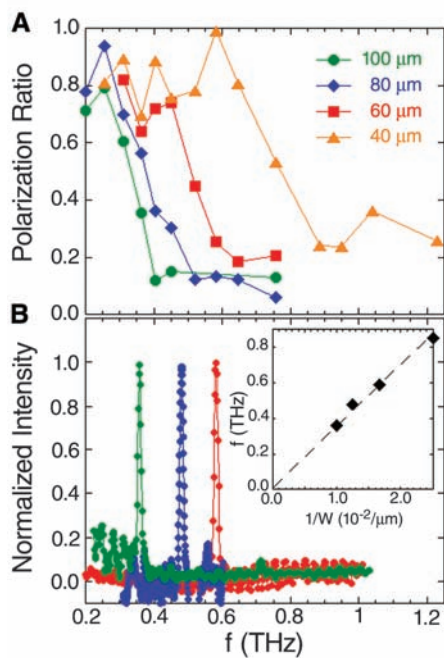 A
Polarization Ratio
1.0
0.8
0.6
0.4
0.2
0.0
100 μm
80 μm
60 μm
40 μm
B
Normalized Intensity
1.0
0.8
0.6
0.4
0.2
0.0
f (THz)
0.8
0.6
0.4
0.2
0.0
0.0 1.0 2.0
1/W (10⁻²/μm)
0.2 0.4 0.6 0.8 1.0 1.2
f (THz)